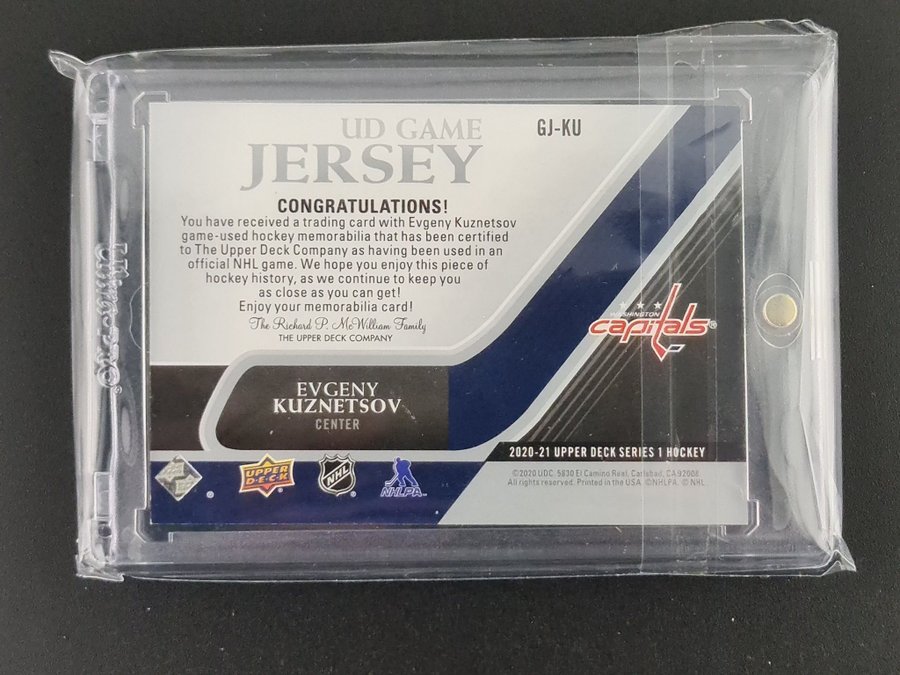 UD GAME
JERSEY
GJ-KU
CONGRATULATIONS!
You have received a trading card with Evgeny Kuznetsov
game-used hockey memorabilia that has been certified
to The Upper Deck Company as having been used in an
official NHL game. We hope you enjoy this piece of
hockey history, as we continue to keep you
as close as you can get!
Enjoy your memorabilia card!
The Richard P. McWilliam Family
THE UPPER DECK COMPANY
WASHINGTON
capitals®
EVGENY
KUZNETSOV
CENTER
2020-21 UPPER DECK SERIES 1 HOCKEY
©2020 UDC. 5830 El Camino Real, Carlsbad, CA 92008
All rights reserved. Printed in the USA. ©NHLPA. © NHL.
UPPER
DECK
NHL
NHLPA